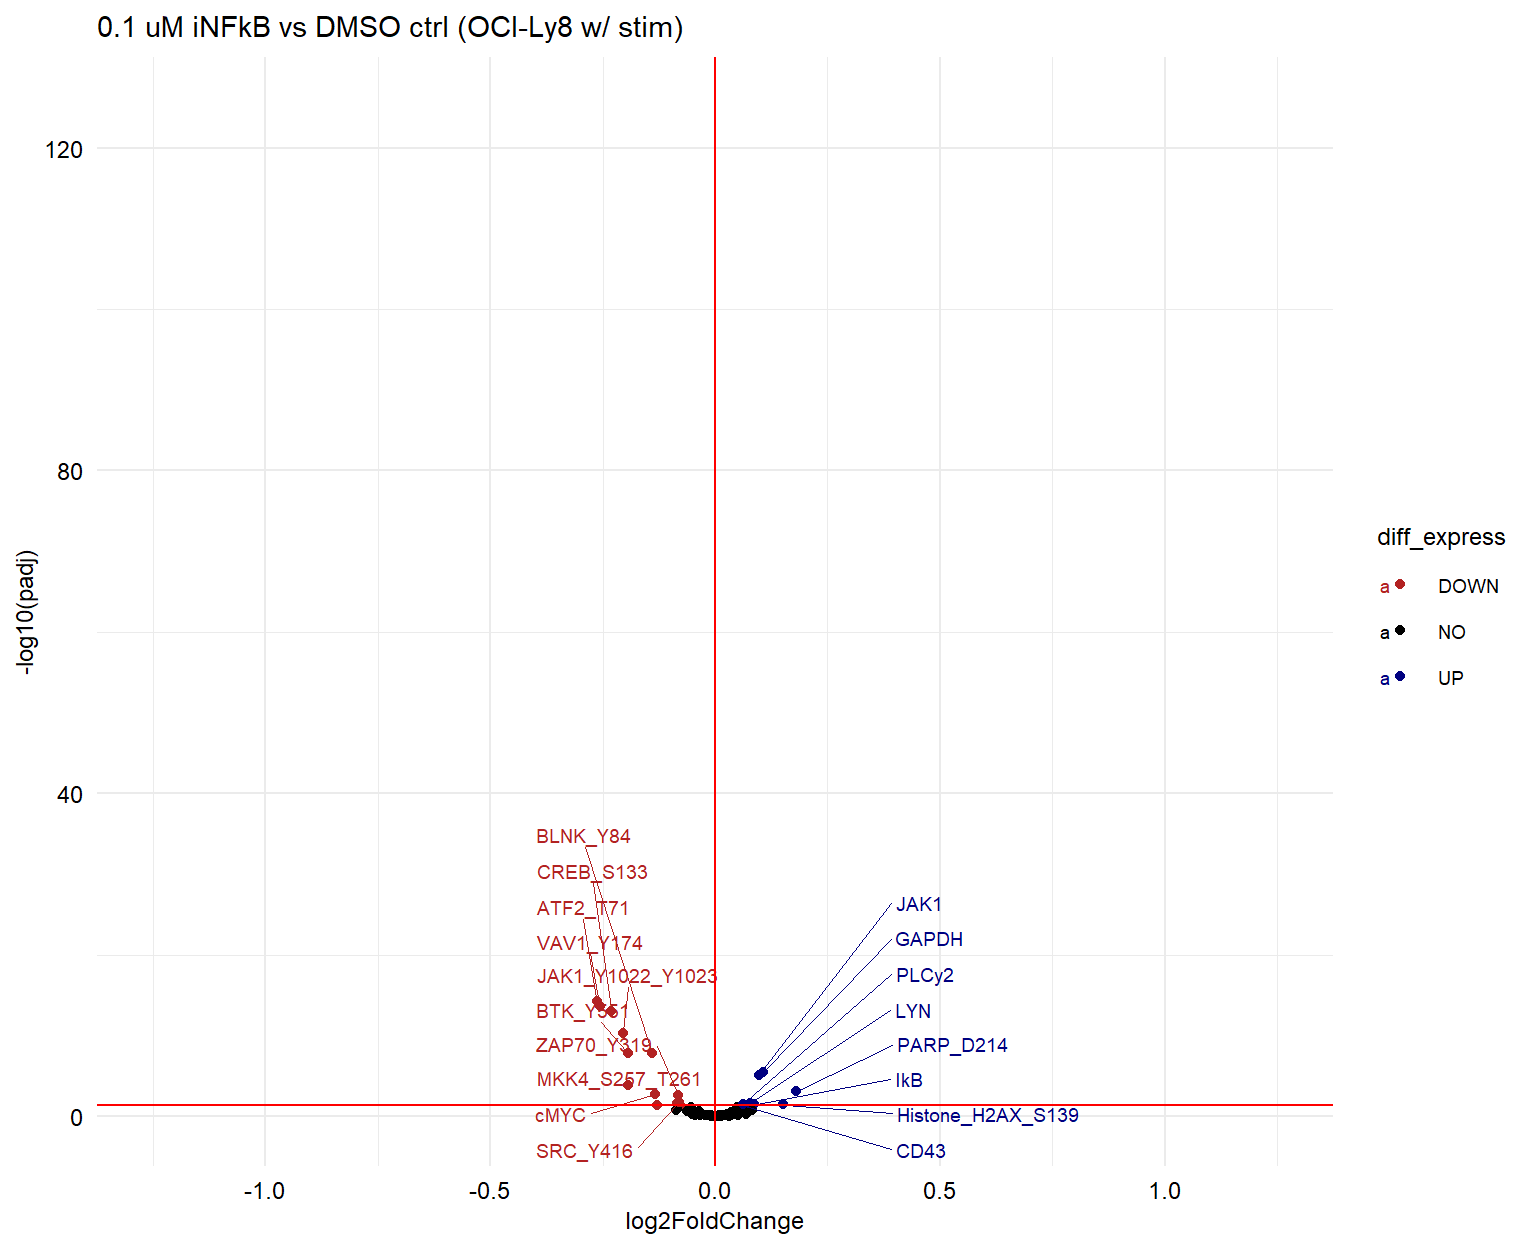 0.1 uM iNFkB vs DMSO ctrl (OCI-Ly8 w/ stim)
120
80
40
0
-log10(padj)
BLNK_Y84
CREB_S133
ATF2_T71
VAV1_Y174
JAK1_Y1022_Y1023
BTK_Y551
ZAP70_Y319
MKK4_S257_T261
cMYC
SRC_Y416
JAK1
GAPDH
PLCy2
LYN
PARP_D214
IkB
Histone_H2AX_S139
CD43
-1.0
-0.5
0.0
0.5
1.0
log2FoldChange
diff_express
a DOWN
a NO
a UP